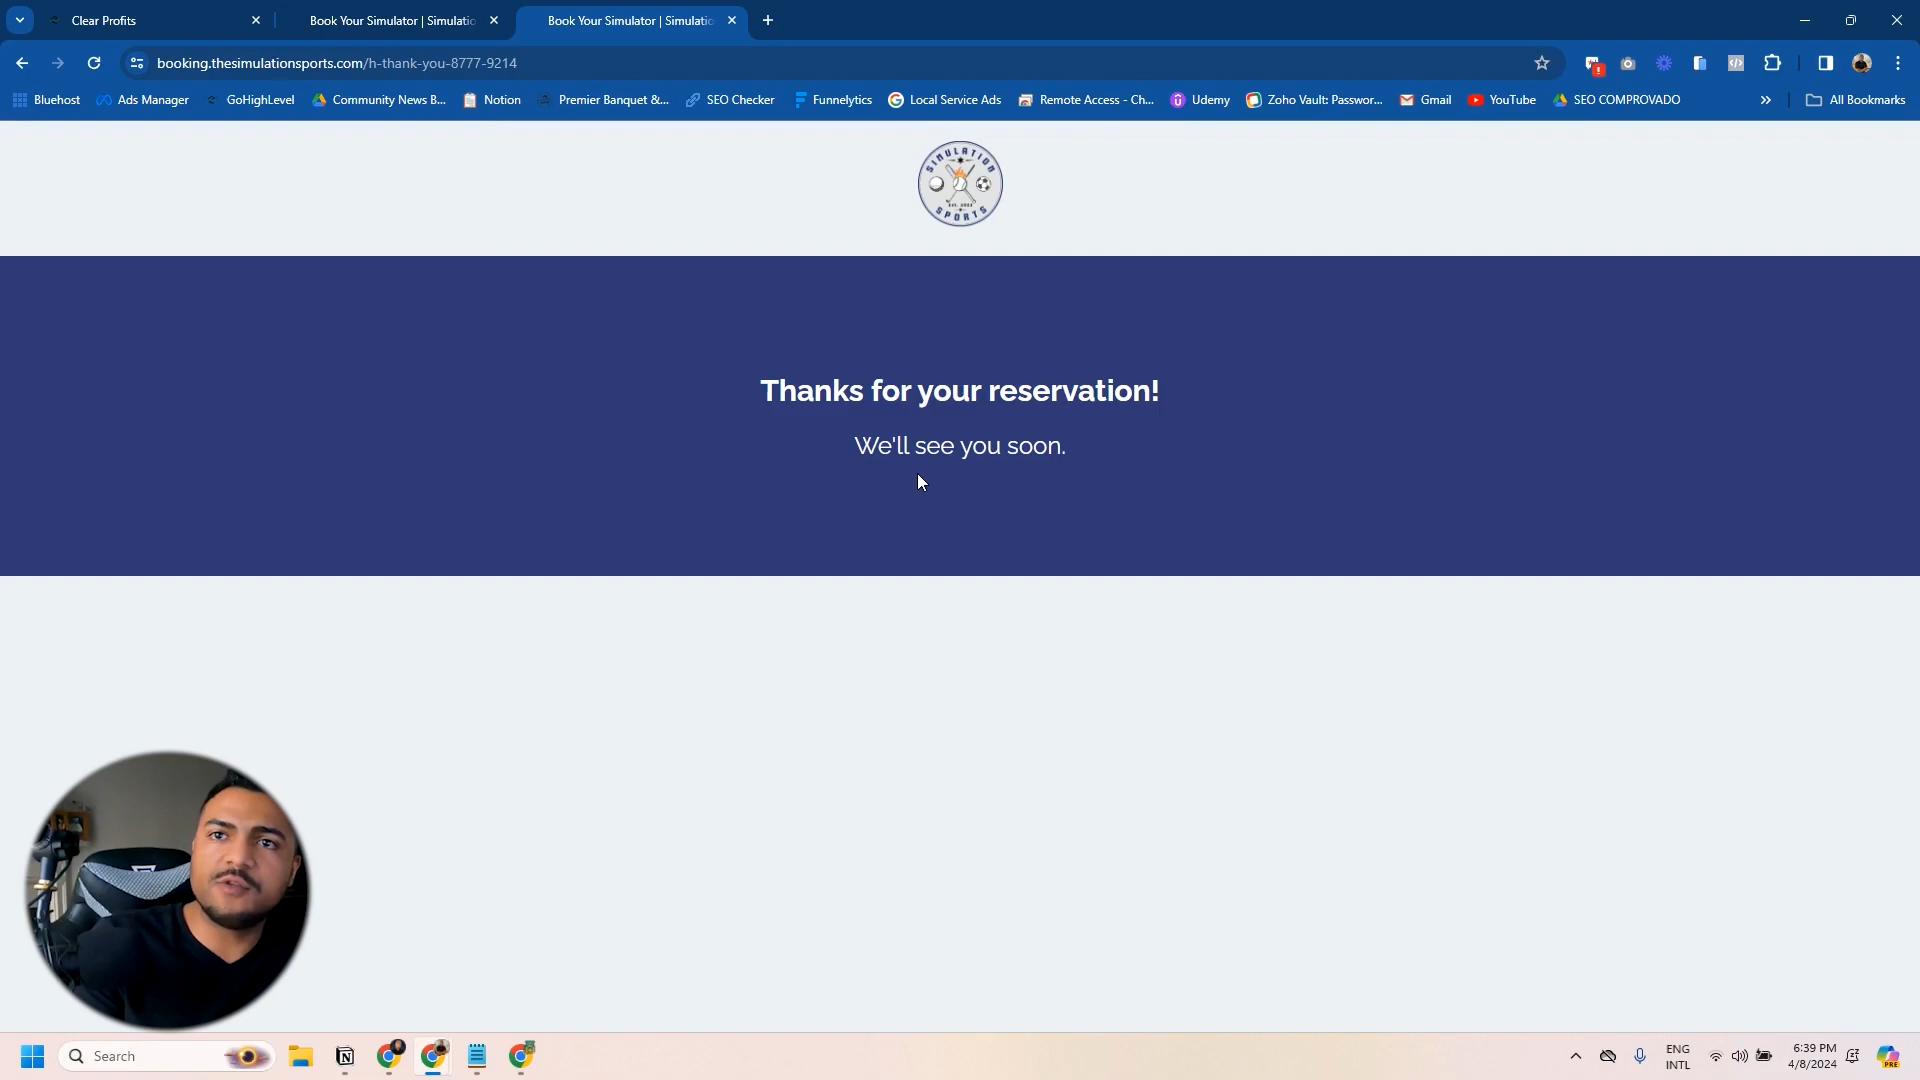 Clear Profits
Book Your Simulator | Simulatio
Book Your Simulator | Simulatio
booking.thesimulationsports.com/h-thank-you-8777-9214
Bluehost
Ads Manager
GoHighLevel
Community News B...
Notion
Premier Banquet &...
SEO Checker
Funnelytics
Local Service Ads
Remote Access - Ch...
Udemy
Zoho Vault: Passwor...
Gmail
YouTube
SEO COMPROVADO
All Bookmarks
SIMULATION
EST. 2022
SPORTS
Thanks for your reservation!
We'll see you soon.
Search
ENG
INTL
6:39 PM
4/8/2024
PRE